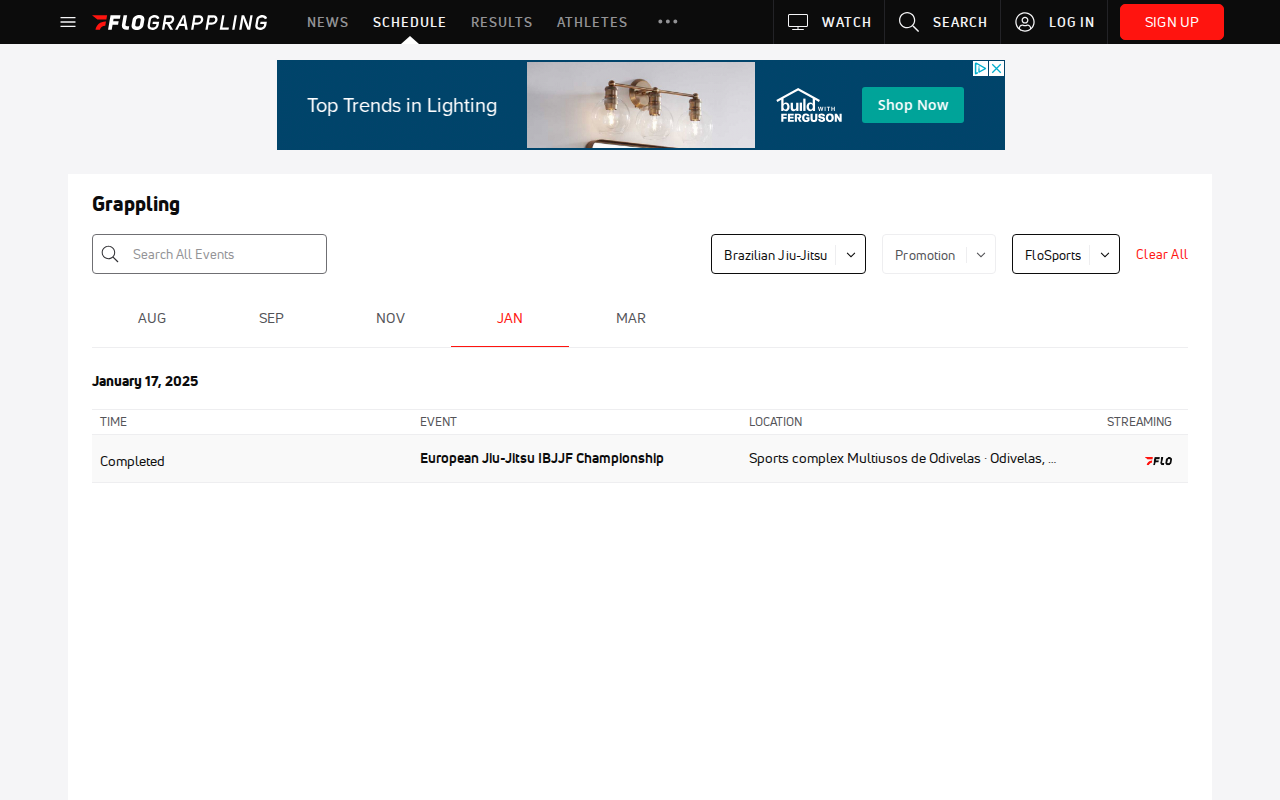 FLOGRAPPLING
NEWS
SCHEDULE
RESULTS
ATHLETES
WATCH
SEARCH
LOG IN
SIGN UP
Top Trends in Lighting
build WITH
FERGUSON
Shop Now
Grappling
Search All Events
Brazilian Jiu-Jitsu
Promotion
FloSports
Clear All
AUG
SEP
NOV
JAN
MAR
January 17, 2025
TIME
EVENT
LOCATION
STREAMING
Completed
European Jiu-Jitsu IBJJF Championship
Sports complex Multiusos de Odivelas · Odivelas, ...
FLO